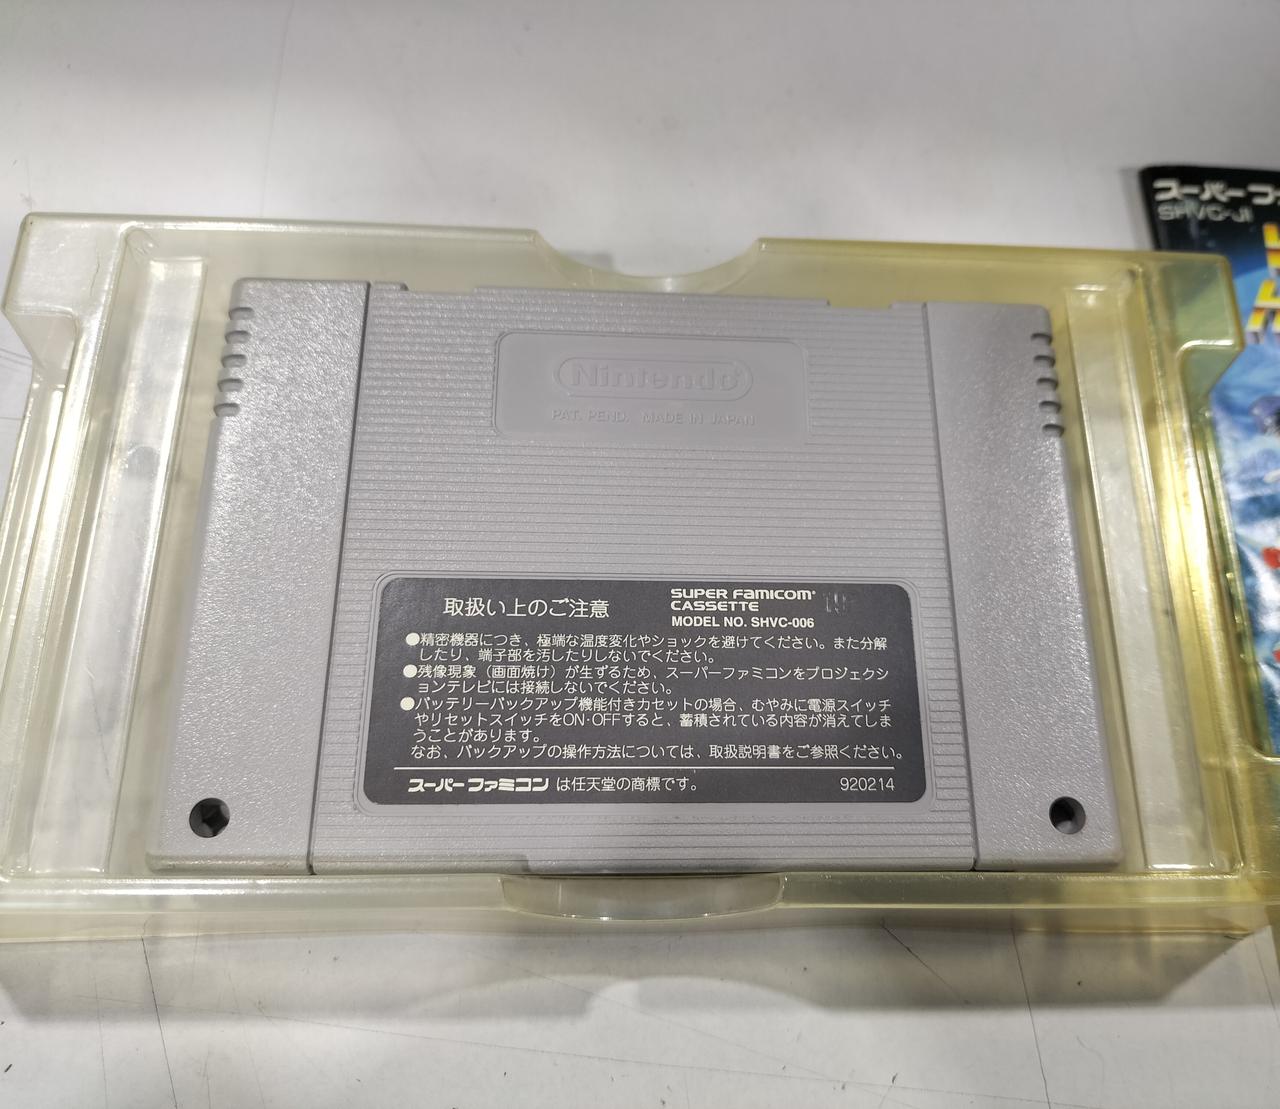 スーパーファ
SHVC-JI
Nintendo®
PAT. PEND. MADE IN JAPAN
取扱い上のご注意
SUPER FAMICOM®
CASSETTE
MODEL NO. SHVC-006
●精密機器につき、極端な温度変化やショックを避けてください。また分解
したり、端子部を汚したりしないでください。
●残像現象（画面焼け）が生ずるため、スーパーファミコンをプロジェクシ
ョンテレビには接続しないでください。
●バッテリーバックアップ機能付きカセットの場合、むやみに電源スイッチ
やリセットスイッチをON·OFFすると、蓄積されている内容が消えてしま
うことがあります。
なお、バックアップの操作方法については、取扱説明書をご参照ください。
スーパーファミコン は任天堂の商標です。
920214